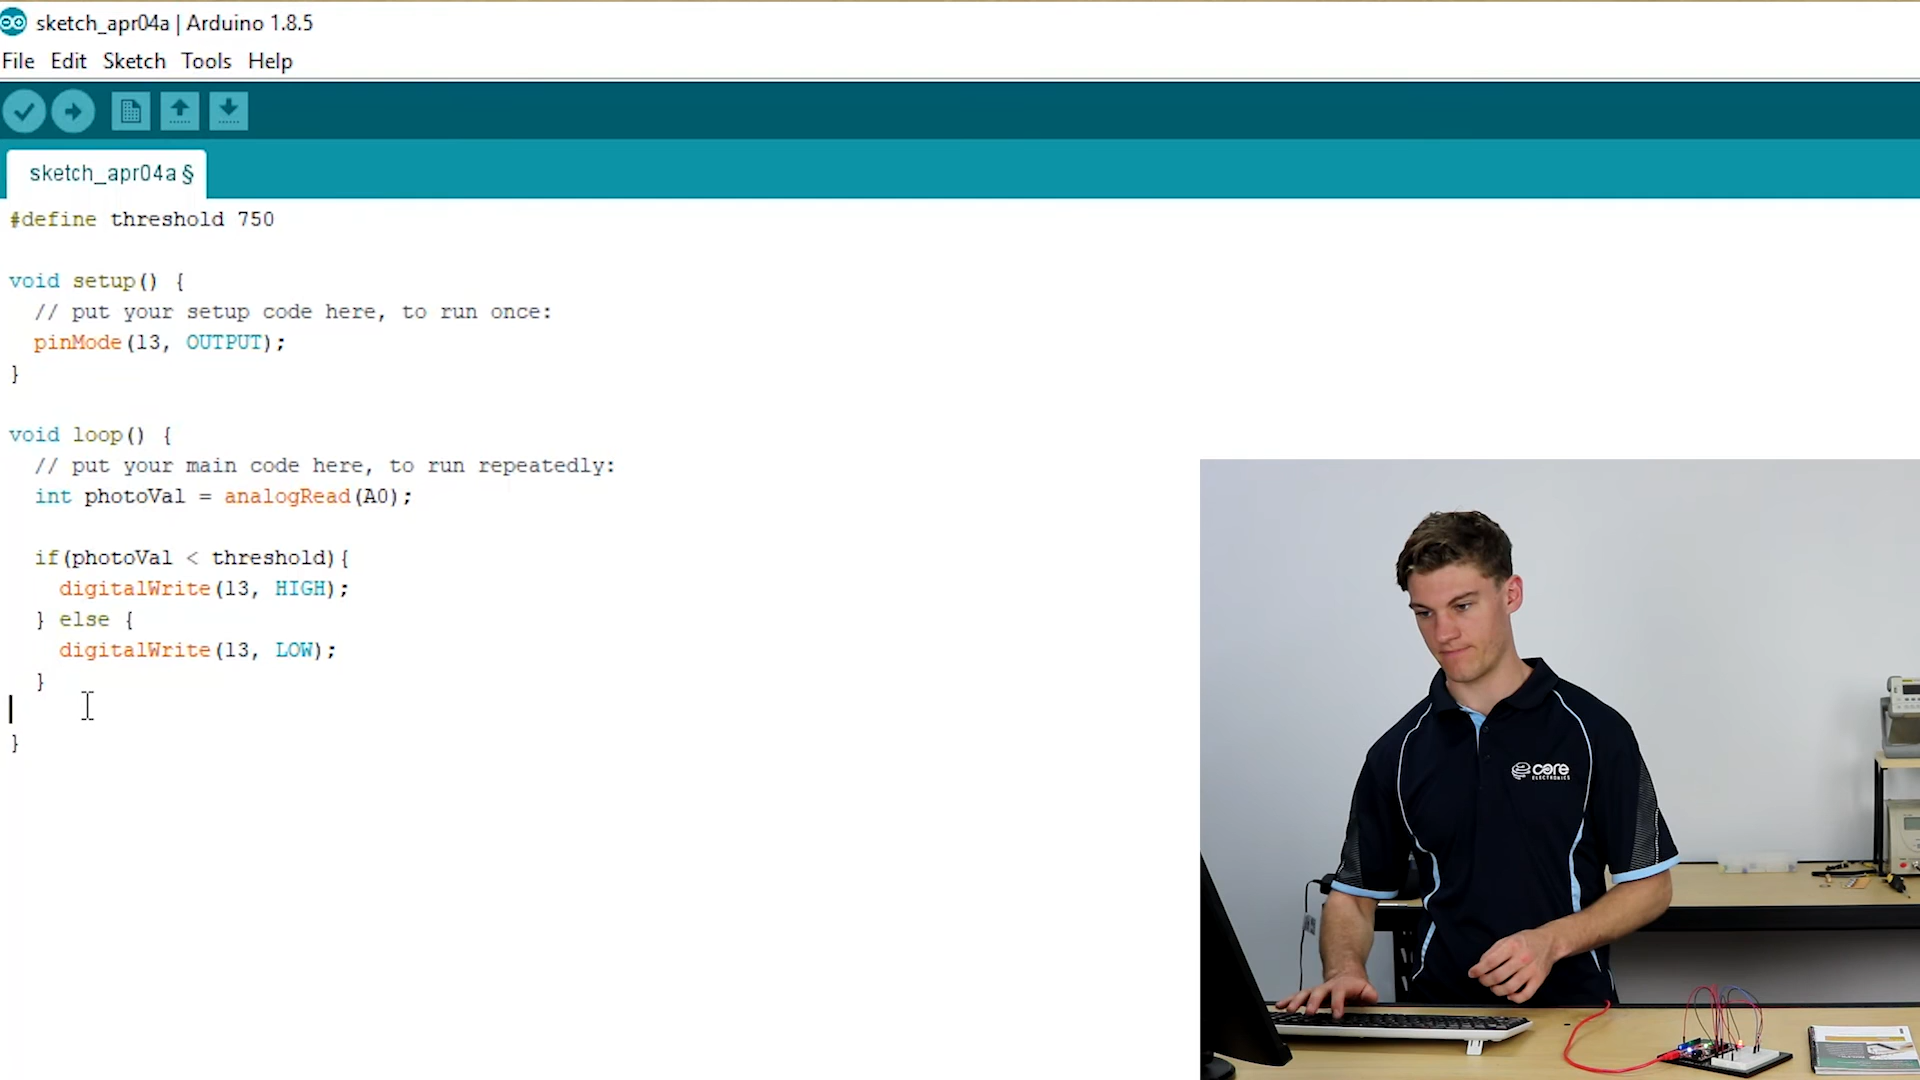 sketch_apr04a | Arduino 1.8.5
File Edit Sketch Tools Help
sketch_apr04a §
#define threshold 750
void setup() {
// put your setup code here, to run once:
pinMode(13, OUTPUT);
}
void loop() {
// put your main code here, to run repeatedly:
int photoVal = analogRead(A0);
if(photoVal < threshold){
digitalWrite(13, HIGH);
} else {
digitalWrite(13, LOW);
}
}
core
ELECTRONICS